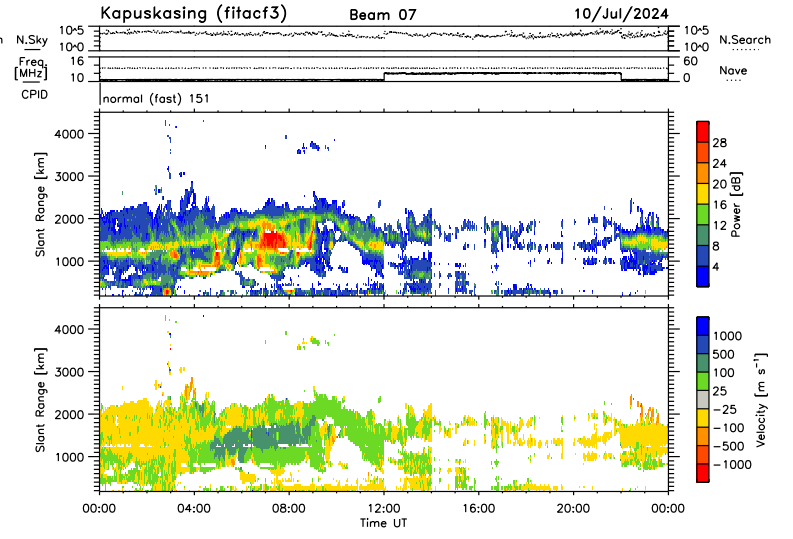 Kapuskasing (fitacf3) Beam 07 10/Jul/2024
N.Sky 10^5 10^0 10^5 10^0 N.Search
Freq. [MHz] 16 10 60 0 Nave
CPID normal (fast) 151
Slant Range [km] 4000 3000 2000 1000
28 24 20 16 12 8 4 Power [dB]
Slant Range [km] 4000 3000 2000 1000
1000 500 100 25 -25 -100 -500 -1000 Velocity [m s⁻¹]
00:00 04:00 08:00 12:00 16:00 20:00 00:00
Time UT